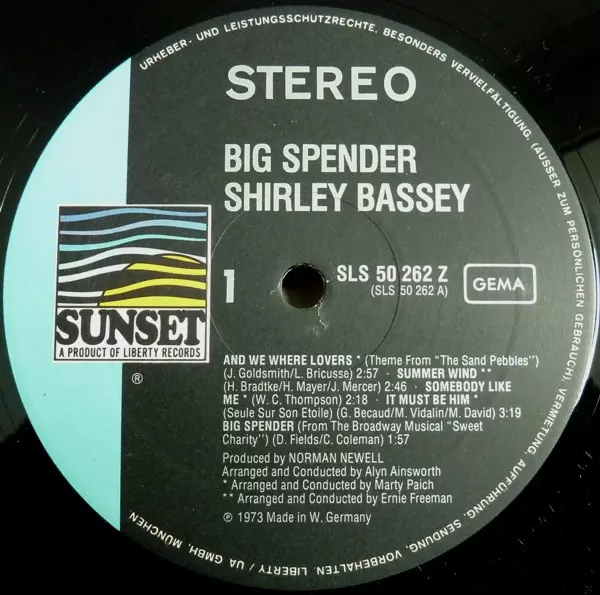 URHEBER- UND LEISTUNGSSCHUTZRECHTE, BESONDERS VERVIELFÄLTIGUNG, (AUSSER ZUM PERSÖNLICHEN GEBRAUCH), VERMIETUNG, AUFFÜHRUNG, SENDUNG, VORBEHALTEN. LIBERTY / UA GMBH, MÜNCHEN
STEREO
BIG SPENDER
SHIRLEY BASSEY
1
SLS 50 262 Z
(SLS 50 262 A)
GEMA
SUNSET
A PRODUCT OF LIBERTY RECORDS
®
AND WE WHERE LOVERS * (Theme From "The Sand Pebbles")
(J. Goldsmith/L. Bricusse) 2:57 · SUMMER WIND **
(H. Bradtke/H. Mayer/J. Mercer) 2:46 · SOMEBODY LIKE
ME * (W. C. Thompson) 2:18 · IT MUST BE HIM *
(Seule Sur Son Etoile) (G. Becaud/M. Vidalin/M. David) 3:19
BIG SPENDER (From The Broadway Musical "Sweet
Charity") (D. Fields/C. Coleman) 1:57
Produced by NORMAN NEWELL
Arranged and Conducted by Alyn Ainsworth
* Arranged and Conducted by Marty Paich
** Arranged and Conducted by Ernie Freeman
℗ 1973 Made in W. Germany